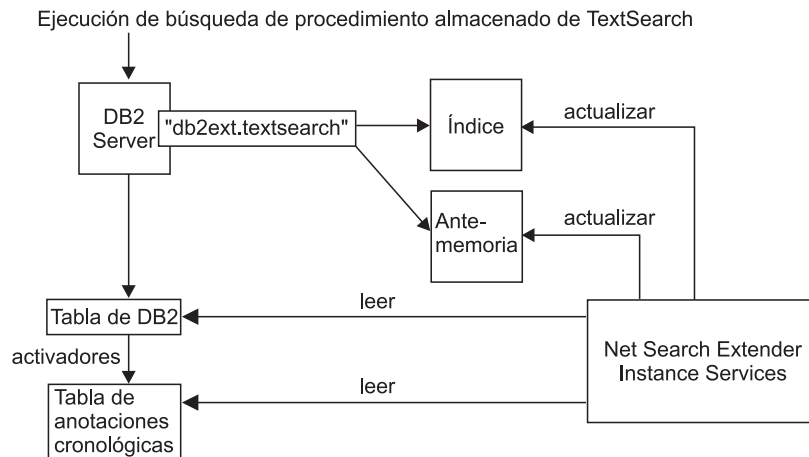 Ejecución de búsqueda de procedimiento almacenado de TextSearch
DB2
Server
"db2ext.textsearch"
Índice
actualizar
Ante-
memoria
actualizar
Tabla de DB2
leer
Net Search Extender
Instance Services
activadores
leer
Tabla de
anotaciones
cronológicas